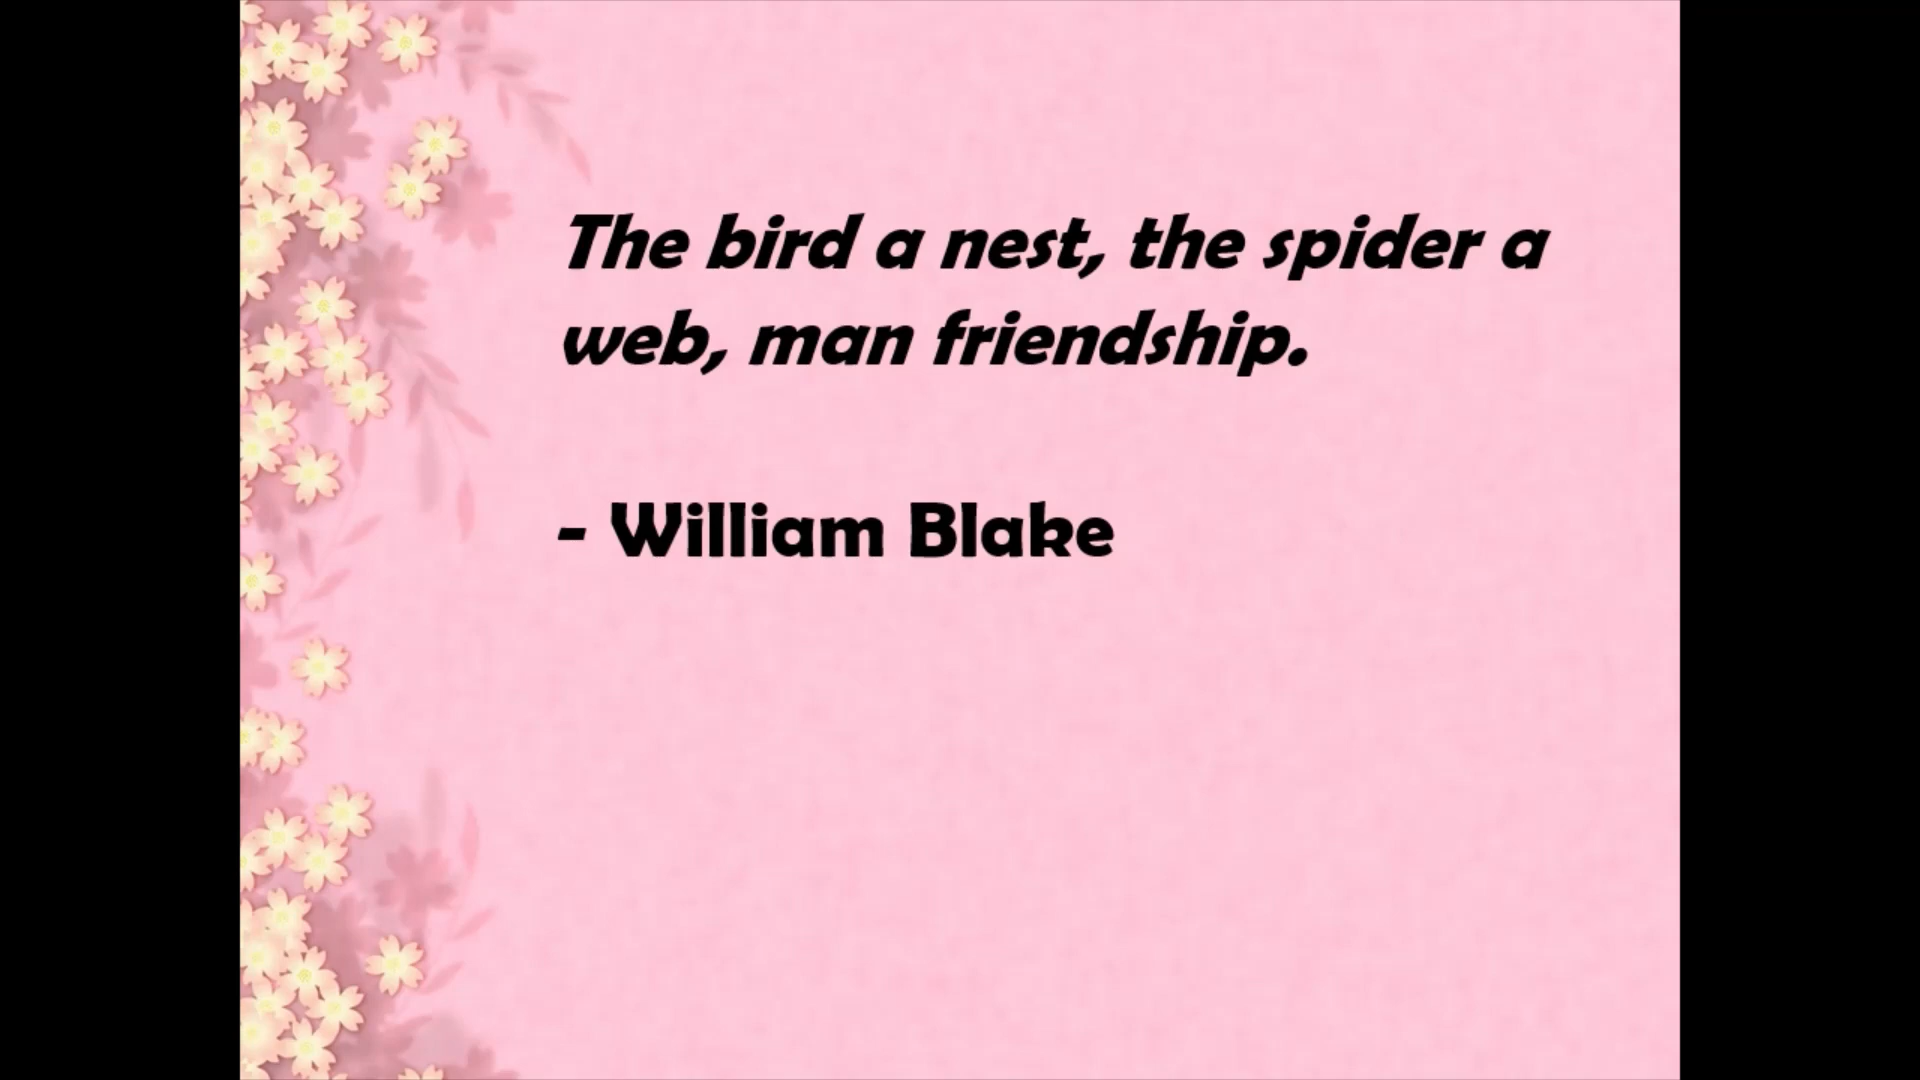 The bird a nest, the spider a
web, man friendship.
- William Blake